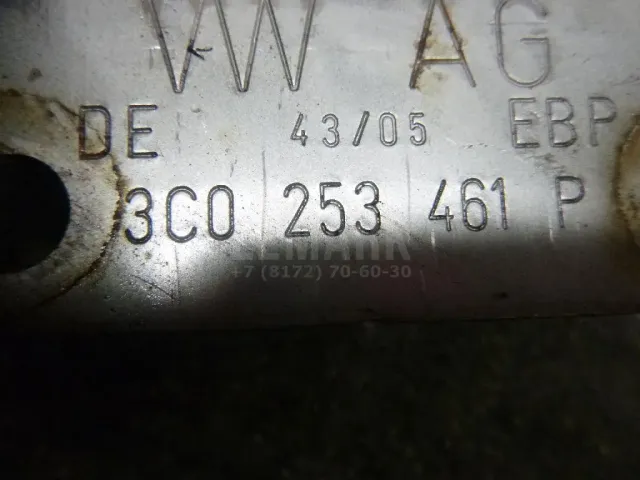 VW AG
DE 43/05 EBP
3C0 253 461 P
+7 (8172) 70-60-30